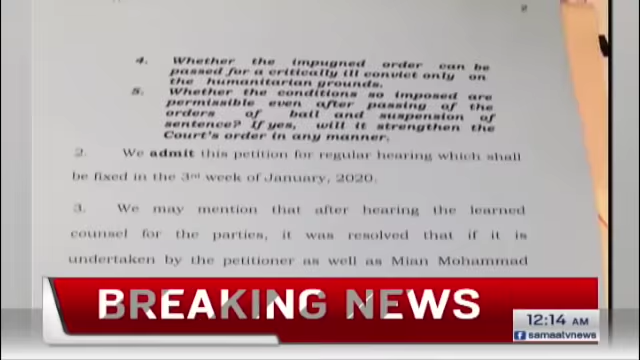 2
4. Whether the impugned order can be
passed for a critically ill convict only on
the humanitarian grounds.
5. Whether the conditions so imposed are
permissible even after passing of the
orders of bail and suspension of
sentence? If yes, will it strengthen the
Court's order in any manner.
2. We admit this petition for regular hearing which shall
be fixed in the 3rd week of January, 2020.
3. We may mention that after hearing the learned
counsel for the parties, it was resolved that if it is
undertaken by the petitioner as well as Mian Mohammad
BREAKING NEWS
12:14 AM
f samaatvnews